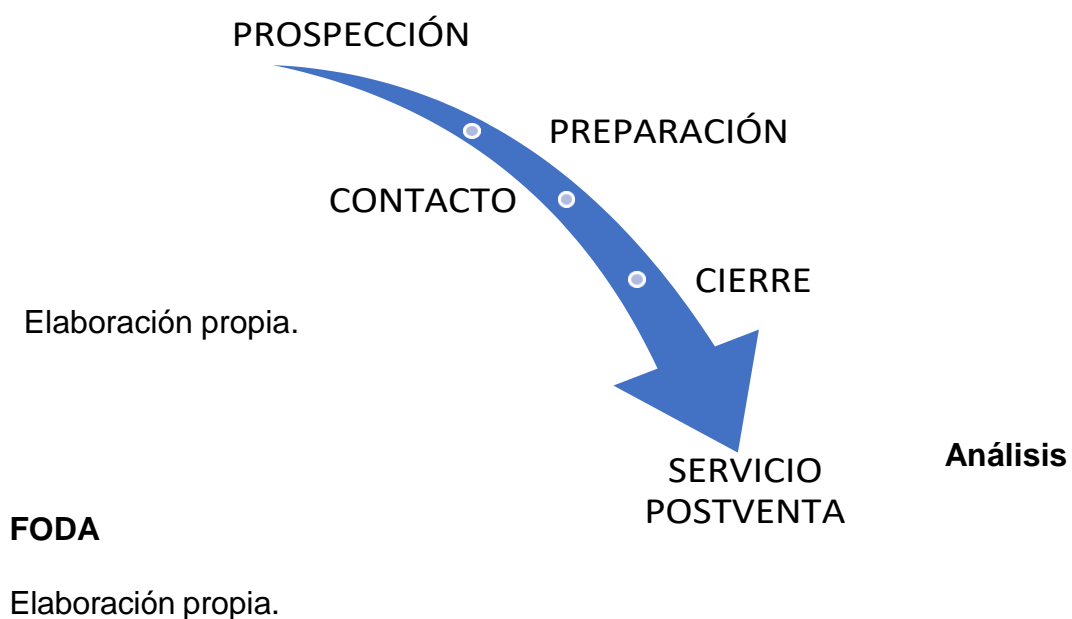 PROSPECCIÓN
PREPARACIÓN
CONTACTO
CIERRE
Elaboración propia.
SERVICIO
POSTVENTA
Análisis
FODA
Elaboración propia.